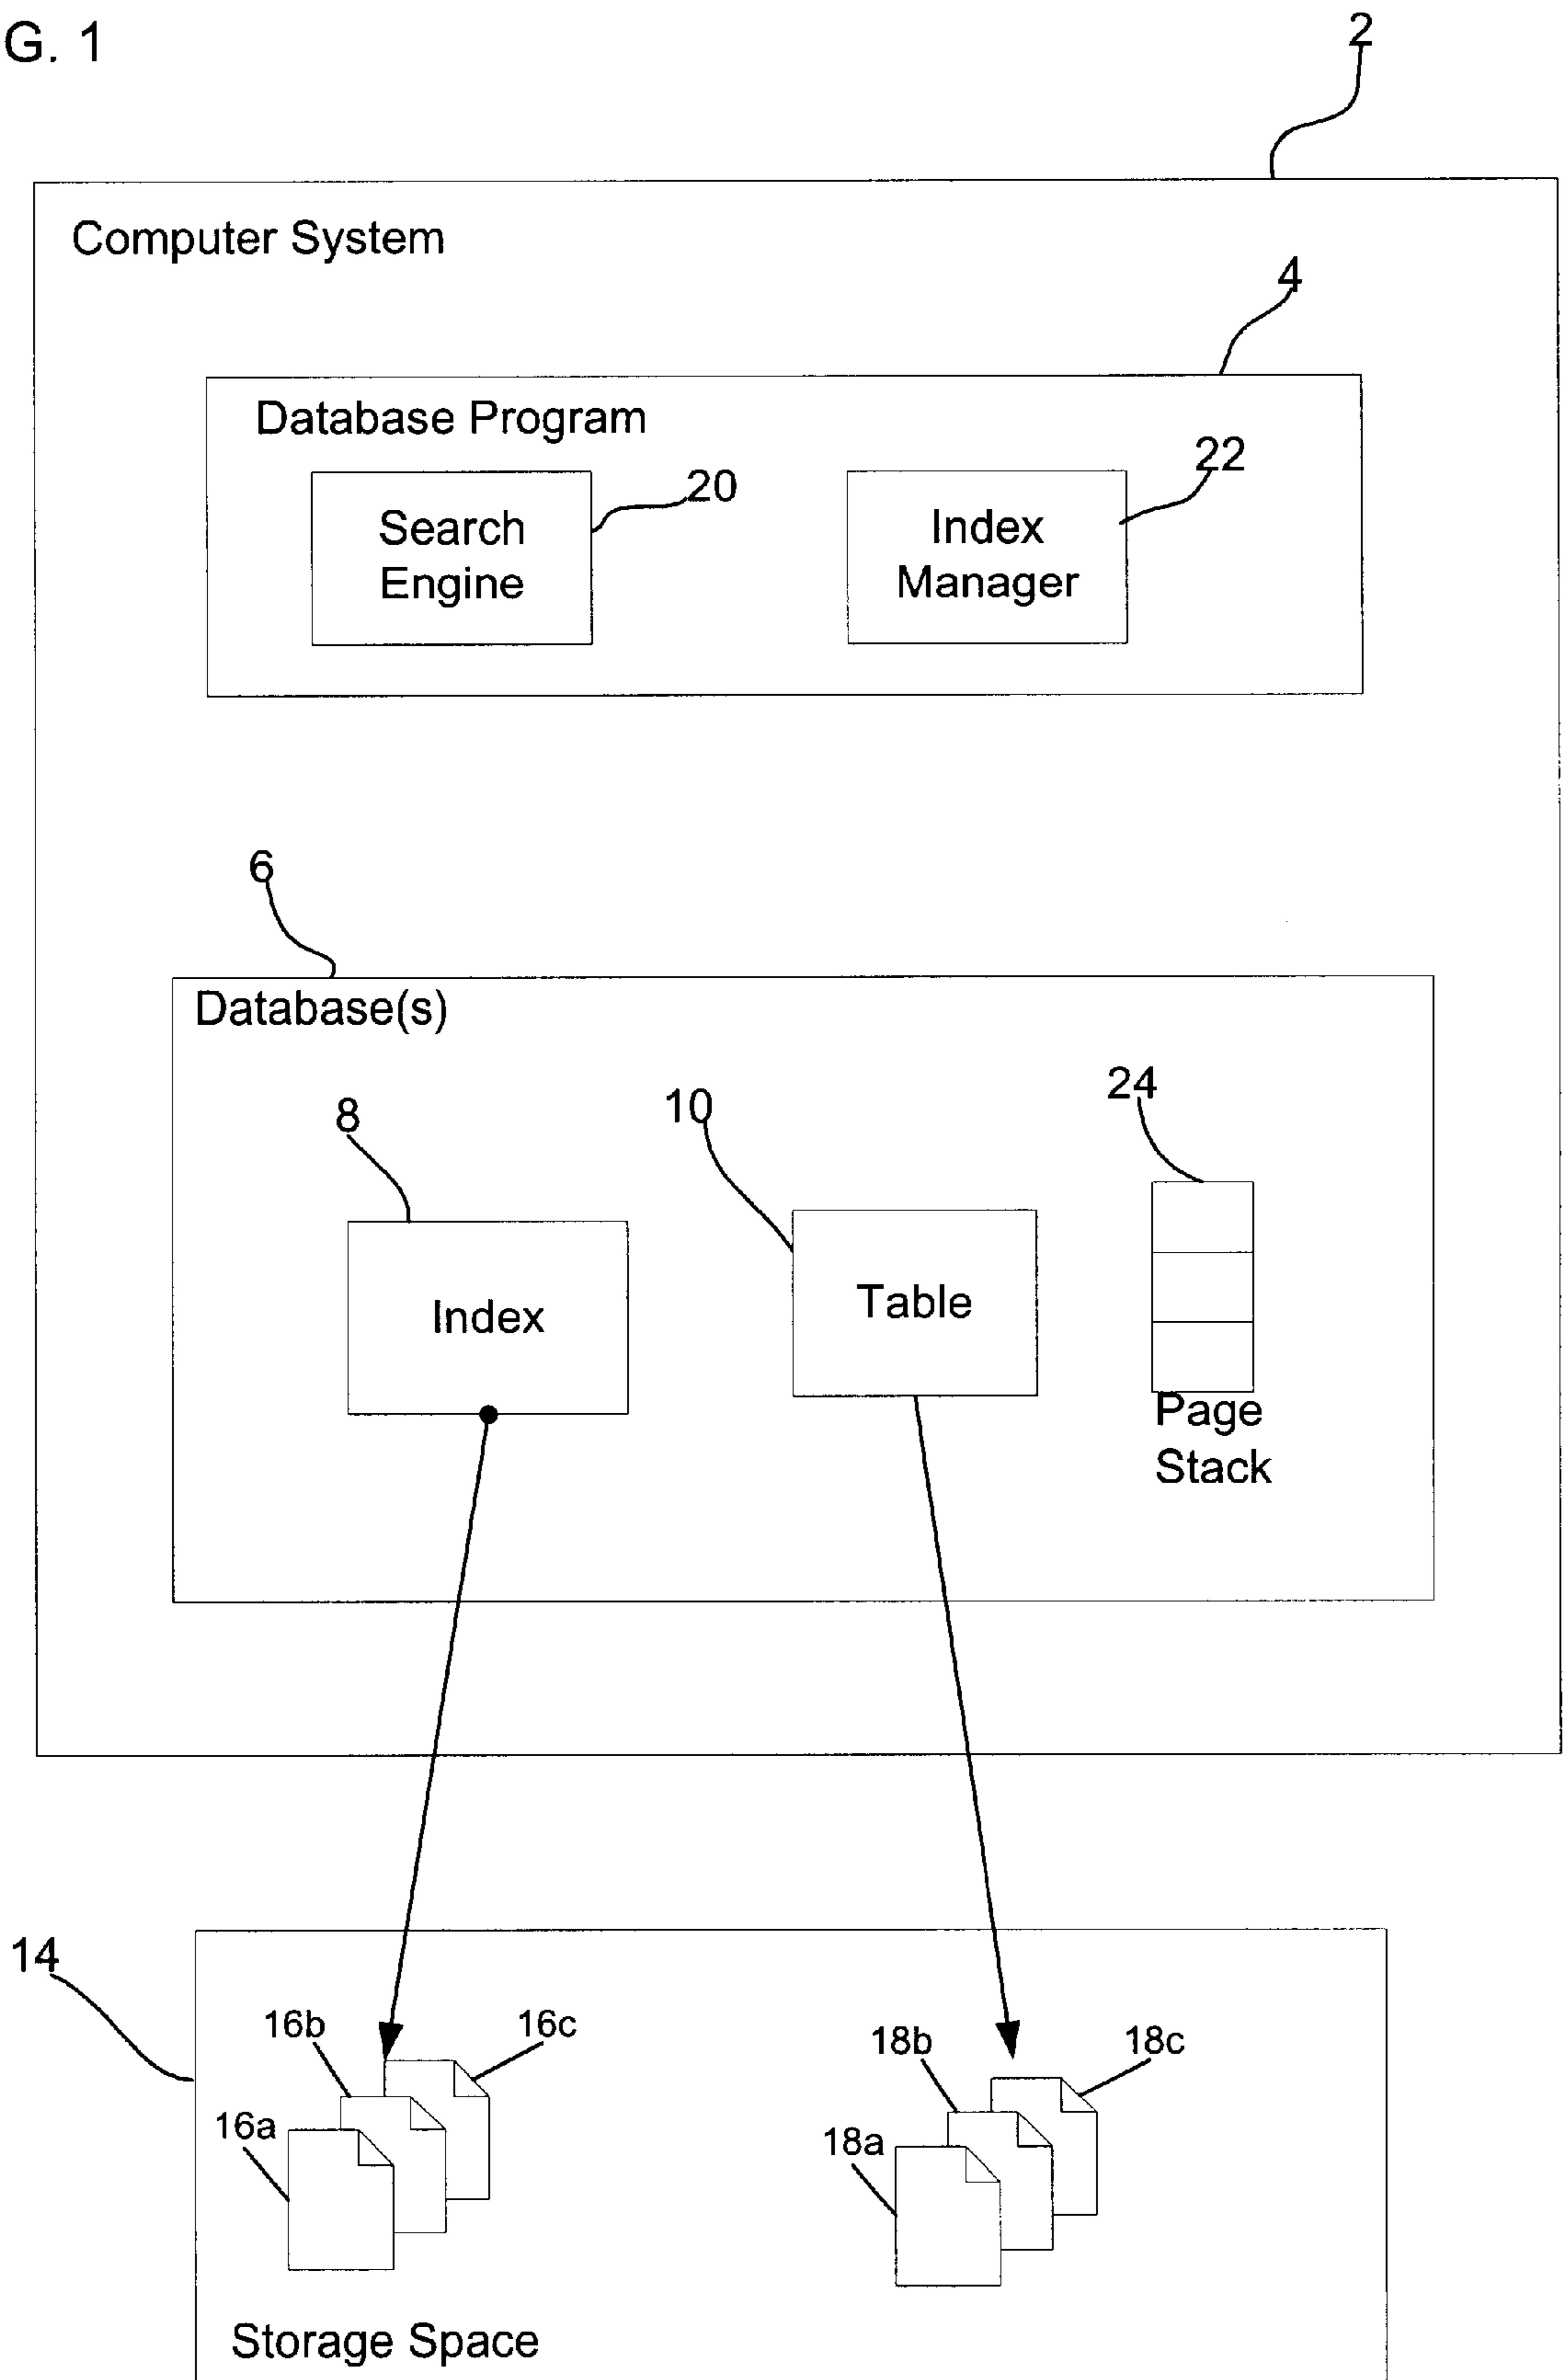 G. 1
2
Computer System
4
Database Program
22
20
Search
Engine
Index
Manager
6
Database(s)
24
8
10
Index
Table
Page
Stack
14
16b
16c
18b
18c
16a
18a
Storage Space